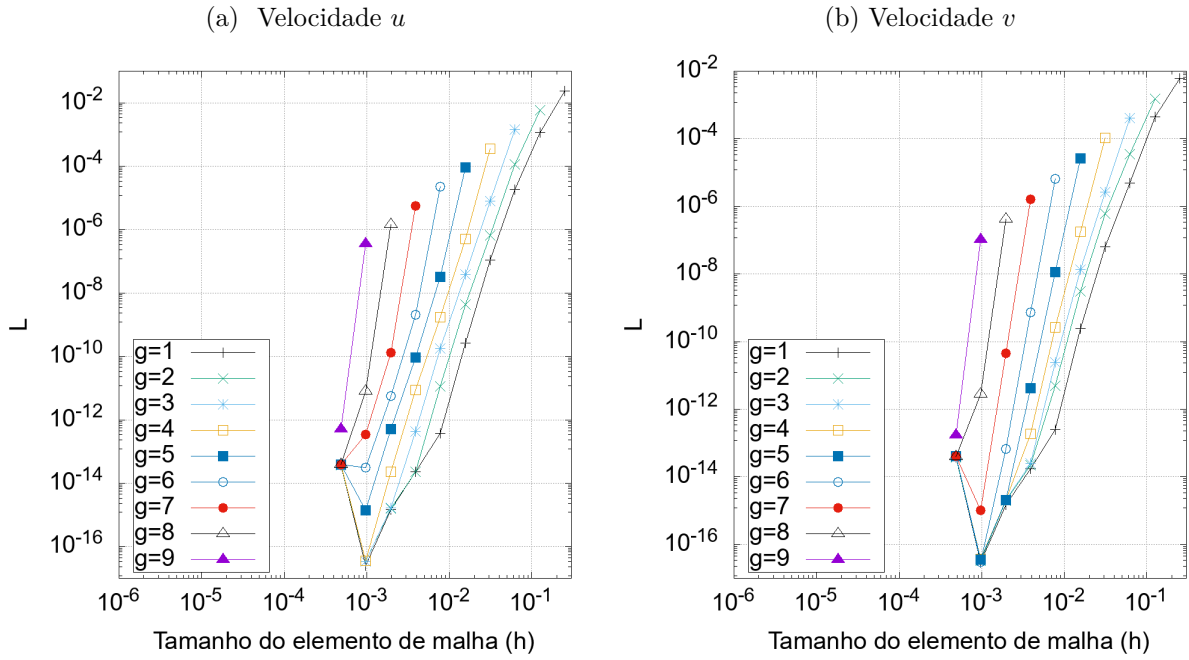 (a) Velocidade u
(b) Velocidade v
10^-2
10^-4
10^-6
10^-8
10^-10
10^-12
10^-14
10^-16
L
g=1
g=2
g=3
g=4
g=5
g=6
g=7
g=8
g=9
10^-6 10^-5 10^-4 10^-3 10^-2 10^-1
Tamanho do elemento de malha (h)
10^-2
10^-4
10^-6
10^-8
10^-10
10^-12
10^-14
10^-16
L
g=1
g=2
g=3
g=4
g=5
g=6
g=7
g=8
g=9
10^-6 10^-5 10^-4 10^-3 10^-2 10^-1
Tamanho do elemento de malha (h)